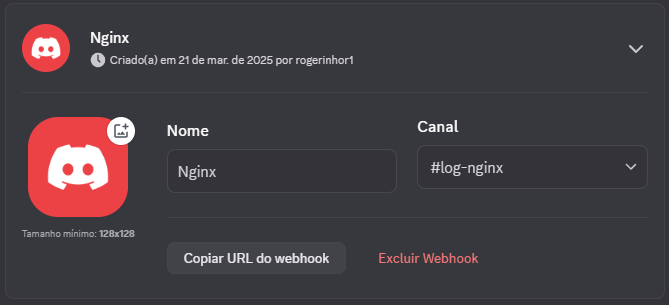 Nginx
Criado(a) em 21 de mar. de 2025 por rogerinhor1
Nome
Canal
Nginx
#log-nginx
Tamanho mínimo: 128x128
Copiar URL do webhook
Excluir Webhook